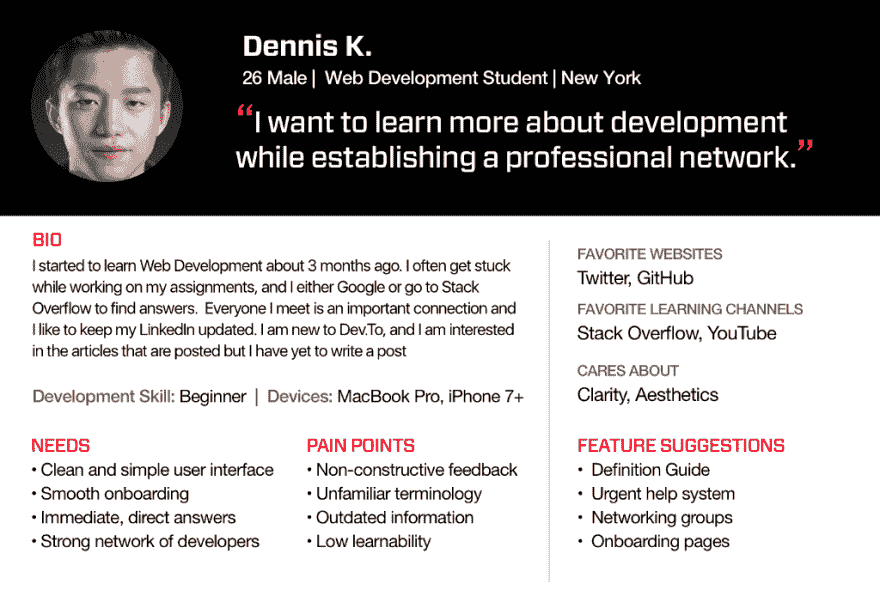 Dennis K.
26 Male | Web Development Student | New York
“I want to learn more about development
while establishing a professional network.”
BIO
I started to learn Web Development about 3 months ago. I often get stuck
while working on my assignments, and I either Google or go to Stack
Overflow to find answers. Everyone I meet is an important connection and
I like to keep my LinkedIn updated. I am new to Dev.To, and I am interested
in the articles that are posted but I have yet to write a post
Development Skill: Beginner | Devices: MacBook Pro, iPhone 7+
NEEDS
• Clean and simple user interface
• Smooth onboarding
• Immediate, direct answers
• Strong network of developers
PAIN POINTS
• Non-constructive feedback
• Unfamiliar terminology
• Outdated information
• Low learnability
FAVORITE WEBSITES
Twitter, GitHub
FAVORITE LEARNING CHANNELS
Stack Overflow, YouTube
CARES ABOUT
Clarity, Aesthetics
FEATURE SUGGESTIONS
• Definition Guide
• Urgent help system
• Networking groups
• Onboarding pages